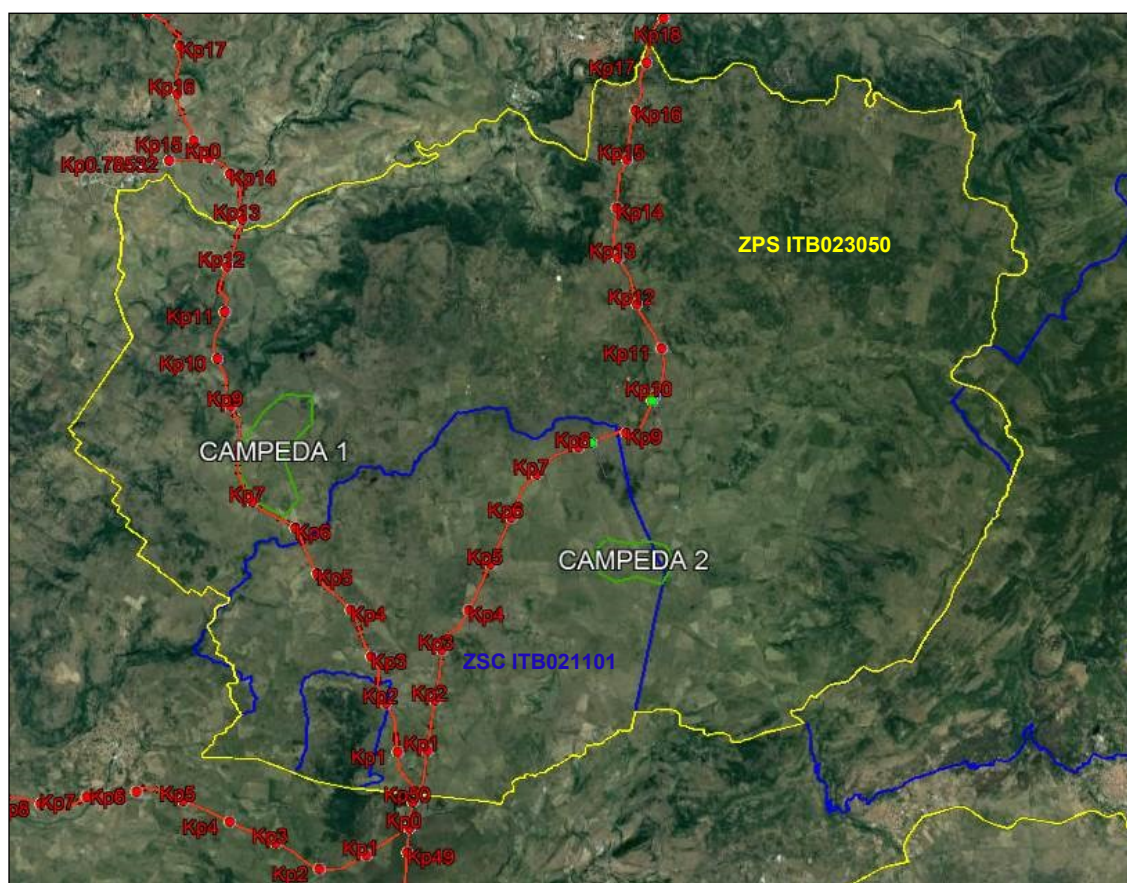 Kp17
Kp18
Kp17
Kp16
Kp16
Kp15
Kp0
Kp15
Kp0.78532
Kp14
Kp14
Kp13
ZPS ITB023050
Kp13
Kp12
Kp12
Kp11
Kp11
Kp10
Kp10
Kp9
Kp9
Kp8
CAMPEDA 1
Kp7
Kp7
Kp6
Kp6
CAMPEDA 2
Kp5
Kp5
Kp4
Kp4
Kp3
Kp3
ZSC ITB021101
Kp2
Kp2
Kp1
Kp1
Kp50
p8
Kp7
Kp6
Kp5
Kp4
Kp0
Kp3
Kp1
Kp49
Kp2